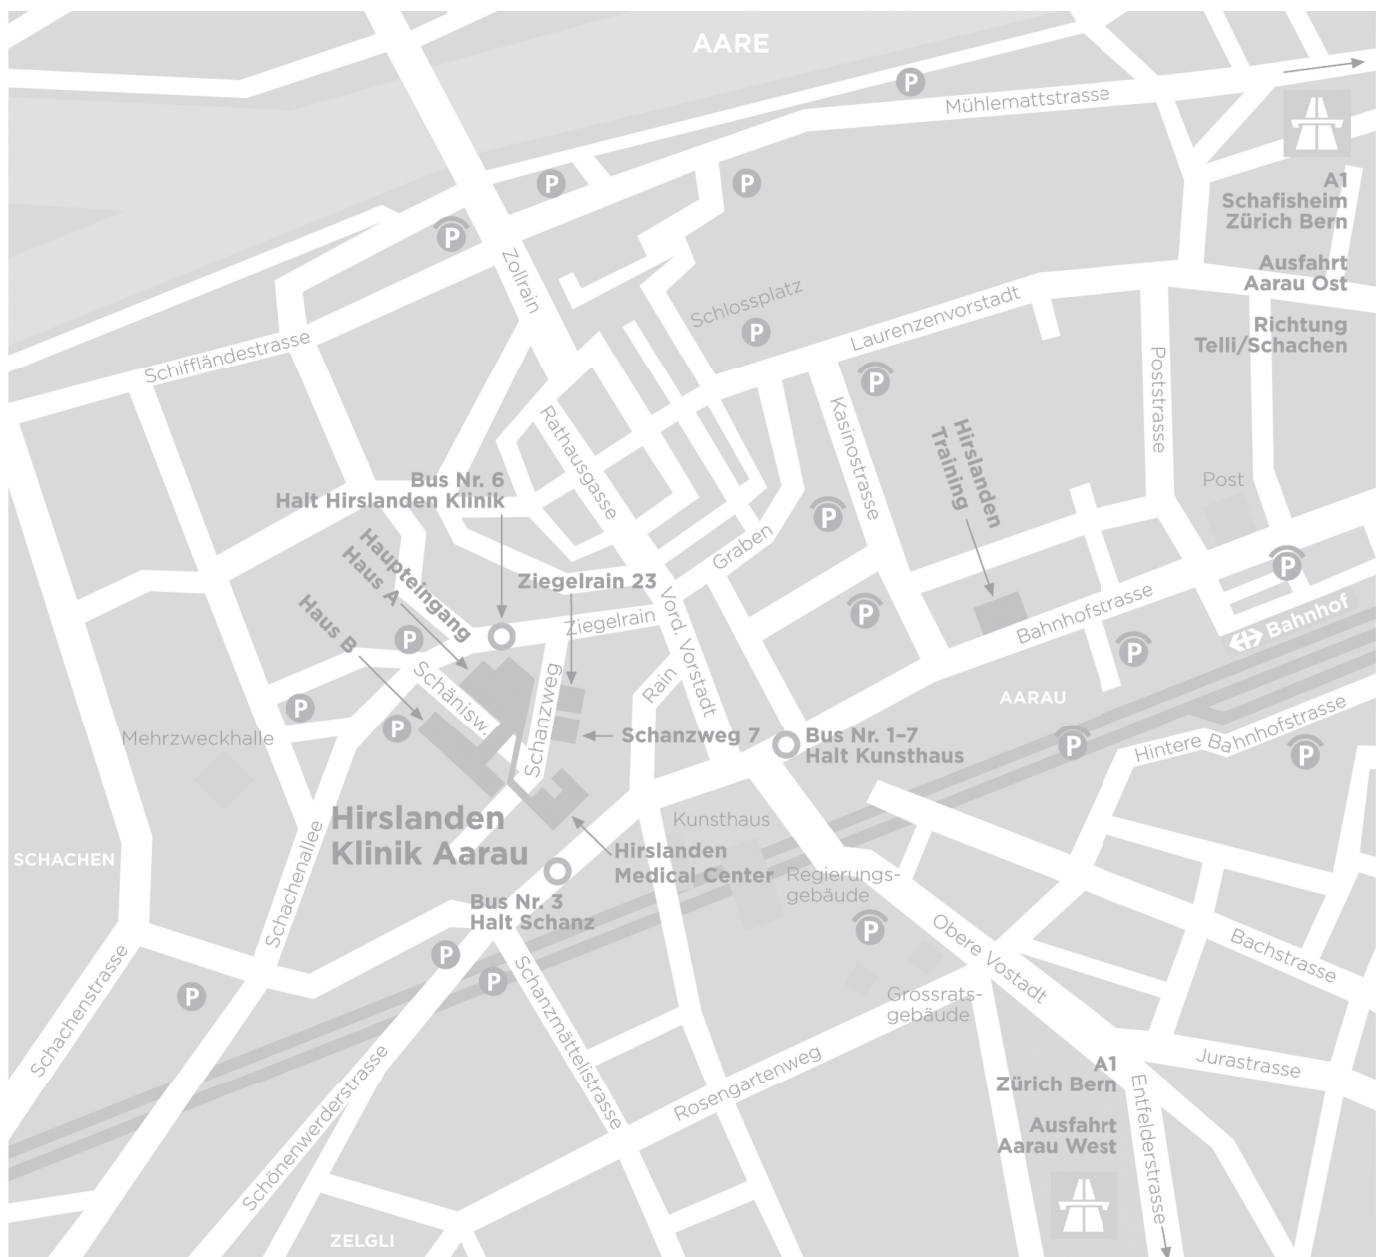 AARE
P
Mühlemattstrasse
P
P
A1
Schafisheim
Zürich Bern
Ausfahrt
Aarau Ost
Richtung
Telli/Schachen
P
Zollrain
Schlossplatz
P
Laurenzenvorstadt
Schiffländestrasse
P
Poststrasse
Kasinostrasse
Rathausgasse
Hirslanden
Training
Bus Nr. 6
Halt Hirslanden Klinik
Post
P
Graben
Haupteingang
Haus A
Haus B
Ziegelrain 23
P
Ziegelrain
Vord. Vorstadt
P
Bahnhofstrasse
Bahnhof
P
P
Schänisw.
Schanzweg
Rain
AARAU
P
P
Mehrzweckhalle
Schanzweg 7
Bus Nr. 1–7
Halt Kunsthaus
P
Hintere Bahnhofstrasse
P
Hirslanden
Klinik Aarau
Kunsthaus
SCHACHEN
Schachenallee
Hirslanden
Medical Center
Regierungs-
gebäude
Bus Nr. 3
Halt Schanz
P
Obere Vostadt
Bachstrasse
P
P
P
Schachenstrasse
Schanzmättelistrasse
Grossrats-
gebäude
Rosengartenweg
Jurastrasse
Schönenwerderstrasse
A1
Zürich Bern
Ausfahrt
Aarau West
Entfelderstrasse
ZELGLI